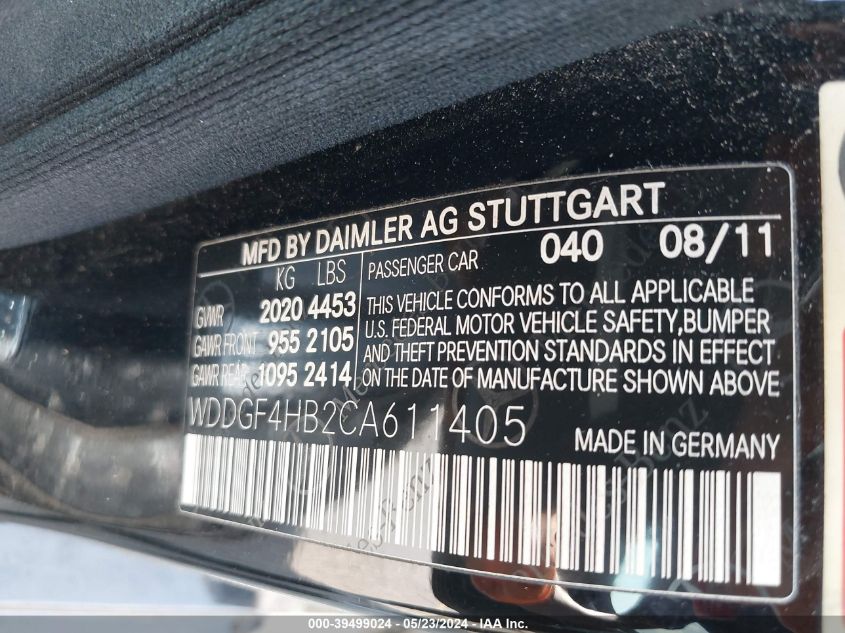 MFD BY DAIMLER AG STUTTGART
040 08/11
KG LBS
PASSENGER CAR
GVWR 2020 4453
GAWR FRONT 955 2105
GAWR REAR 1095 2414
THIS VEHICLE CONFORMS TO ALL APPLICABLE
U.S. FEDERAL MOTOR VEHICLE SAFETY,BUMPER
AND THEFT PREVENTION STANDARDS IN EFFECT
ON THE DATE OF MANUFACTURE SHOWN ABOVE
WDDGF4HB2CA611405
MADE IN GERMANY
000-39499024 - 05/23/2024 - IAA Inc.